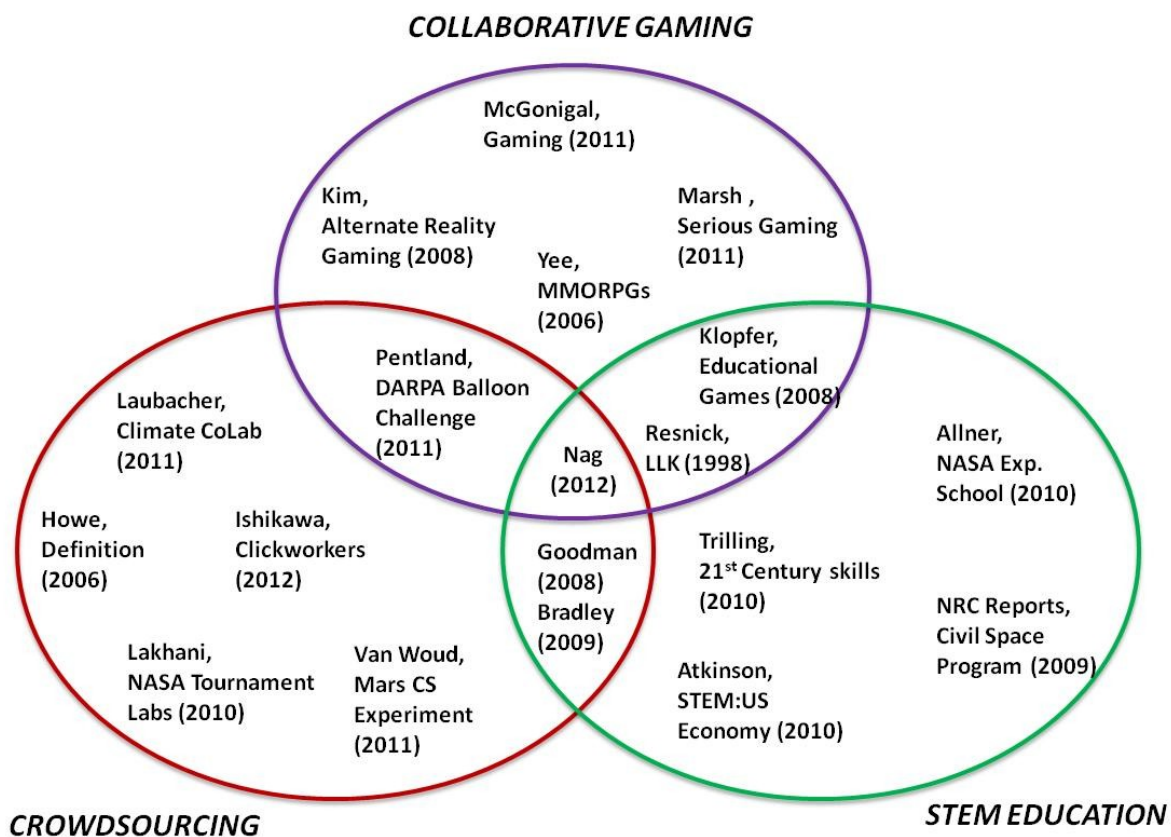 COLLABORATIVE GAMING
McGonigal,
Gaming (2011)
Kim,
Alternate Reality
Gaming (2008)
Marsh ,
Serious Gaming
(2011)
Yee,
MMORPGs
(2006)
Klopfer,
Educational
Games (2008)
Pentland,
DARPA Balloon
Challenge
(2011)
Laubacher,
Climate CoLab
(2011)
Nag
(2012)
Resnick,
LLK (1998)
Allner,
NASA Exp.
School (2010)
Howe,
Definition
(2006)
Ishikawa,
Clickworkers
(2012)
Goodman
(2008)
Bradley
(2009)
Trilling,
21st Century skills
(2010)
NRC Reports,
Civil Space
Program (2009)
Lakhani,
NASA Tournament
Labs (2010)
Van Woud,
Mars CS
Experiment
(2011)
Atkinson,
STEM:US
Economy (2010)
CROWDSOURCING
STEM EDUCATION